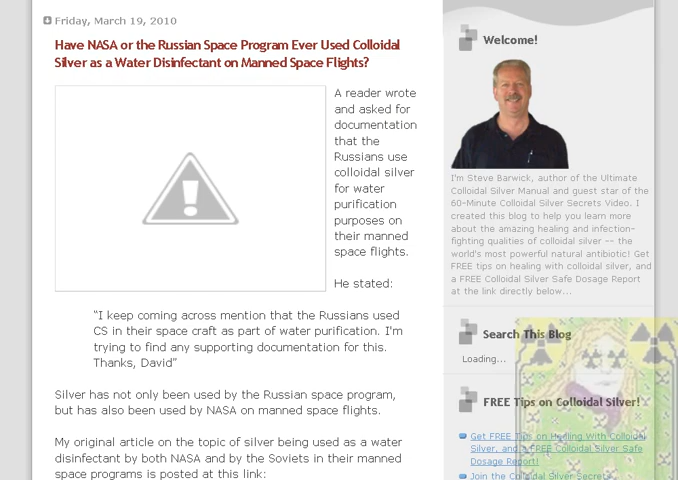 Friday, March 19, 2010
Have NASA or the Russian Space Program Ever Used Colloidal
Silver as a Water Disinfectant on Manned Space Flights?
A reader wrote
and asked for
documentation
that the
Russians use
colloidal silver
for water
purification
purposes on
their manned
space flights.
He stated:
“I keep coming across mention that the Russians used
CS in their space craft as part of water purification. I'm
trying to find any supporting documentation for this.
Thanks, David”
Silver has not only been used by the Russian space program,
but has also been used by NASA on manned space flights.
My original article on the topic of silver being used as a water
disinfectant by both NASA and by the Soviets in their manned
space programs is posted at this link:
Welcome!
I'm Steve Barwick, author of the Ultimate
Colloidal Silver Manual and guest star of the
60-Minute Colloidal Silver Secrets Video. I
created this blog to help you learn more
about the amazing healing and infection-
fighting qualities of colloidal silver -- the
world's most powerful natural antibiotic! Get
FREE tips on healing with colloidal silver, and
a FREE Colloidal Silver Safe Dosage Report
at the link directly below...
Search This Blog
Loading...
FREE Tips on Colloidal Silver!
Get FREE Tips on Healing With Colloidal
Silver, and a FREE Colloidal Silver Safe
Dosage Report!
Join the Colloidal Silver Secrets